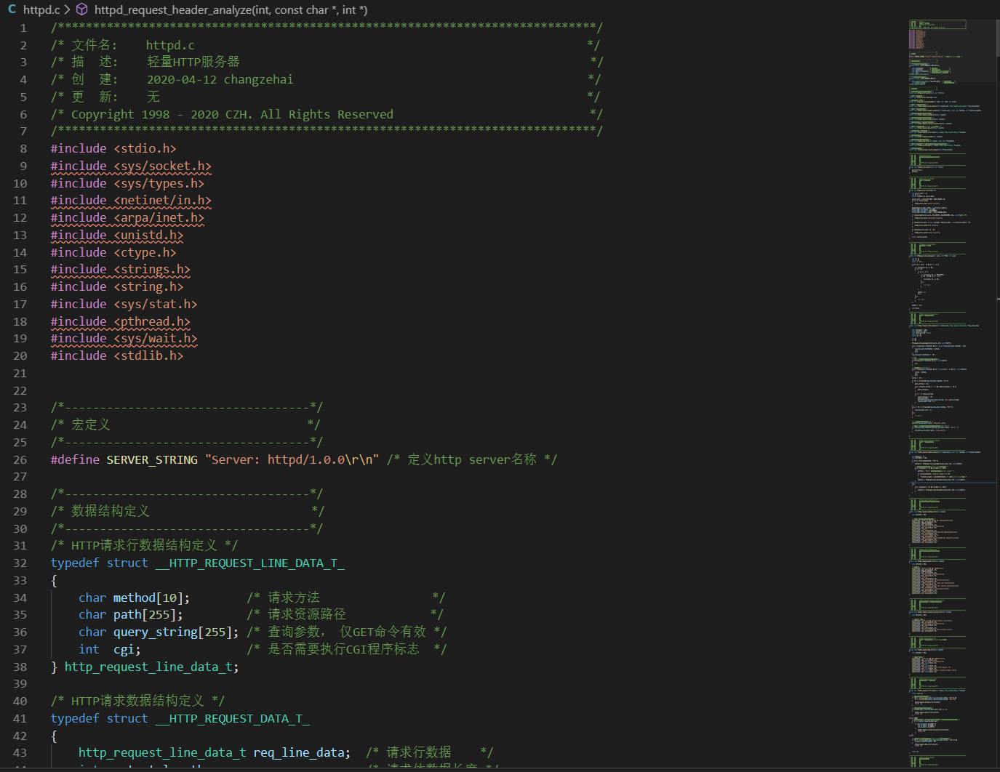 httpd.c > httpd_request_header_analyze(int, const char *, int *)
1 /*****************************************************************************/
2 /* 文件名: httpd.c */
3 /* 描 述: 轻量HTTP服务器 */
4 /* 创 建: 2020-04-12 changzehai */
5 /* 更 新: 无 */
6 /* Copyright 1998 - 2020 CZH. All Rights Reserved */
7 /*****************************************************************************/
8 #include <stdio.h>
9 #include <sys/socket.h>
10 #include <sys/types.h>
11 #include <netinet/in.h>
12 #include <arpa/inet.h>
13 #include <unistd.h>
14 #include <ctype.h>
15 #include <strings.h>
16 #include <string.h>
17 #include <sys/stat.h>
18 #include <pthread.h>
19 #include <sys/wait.h>
20 #include <stdlib.h>
21
22
23 /*-----------------------------------*/
24 /* 宏定义 */
25 /*-----------------------------------*/
26 #define SERVER_STRING "Server: httpd/1.0.0\r\n" /* 定义http server名称 */
27
28 /*-----------------------------------*/
29 /* 数据结构定义 */
30 /*-----------------------------------*/
31 /* HTTP请求行数据结构定义 */
32 typedef struct __HTTP_REQUEST_LINE_DATA_T_
33 {
34 char method[10]; /* 请求方法 */
35 char path[255]; /* 请求资源路径 */
36 char query_string[255]; /* 查询参数, 仅GET命令有效 */
37 int cgi; /* 是否需要执行CGI程序标志 */
38 } http_request_line_data_t;
39
40 /* HTTP请求数据结构定义 */
41 typedef struct __HTTP_REQUEST_DATA_T_
42 {
43 http_request_line_data_t req_line_data; /* 请求行数据 */